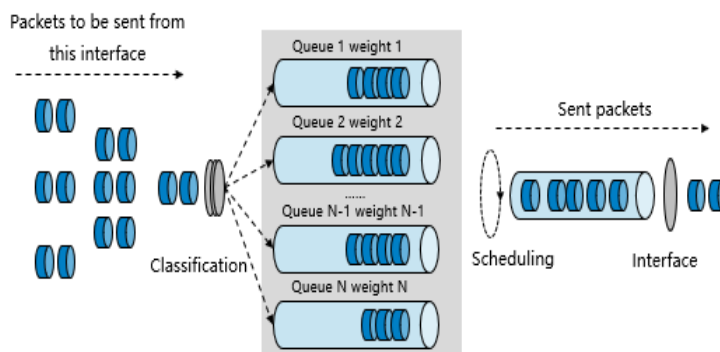 Packets to be sent from
this interface
Queue 1 weight 1
Queue 2 weight 2
......
Queue N-1 weight N-1
Queue N weight N
Classification
Sent packets
Scheduling
Interface